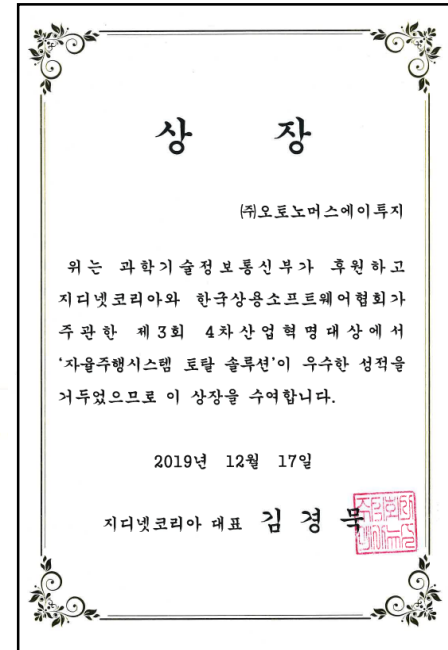 상 장
(주)오토노머스에이투지
위는 과학기술정보통신부가 후원하고
지디넷코리아와 한국상용소프트웨어협회가
주관한 제3회 4차산업혁명대상에서
'자율주행시스템 토탈 솔루션'이 우수한 성적을
거두었으므로 이 상장을 수여합니다.
2019년 12월 17일
지디넷코리아 대표 김 경 묵